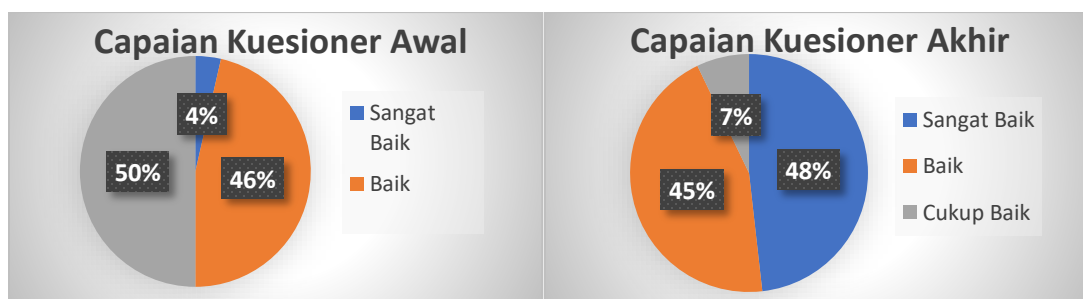 Capaian Kuesioner Awal
4%
50%
46%
Sangat
Baik
Baik
Capaian Kuesioner Akhir
7%
45%
48%
Sangat Baik
Baik
Cukup Baik